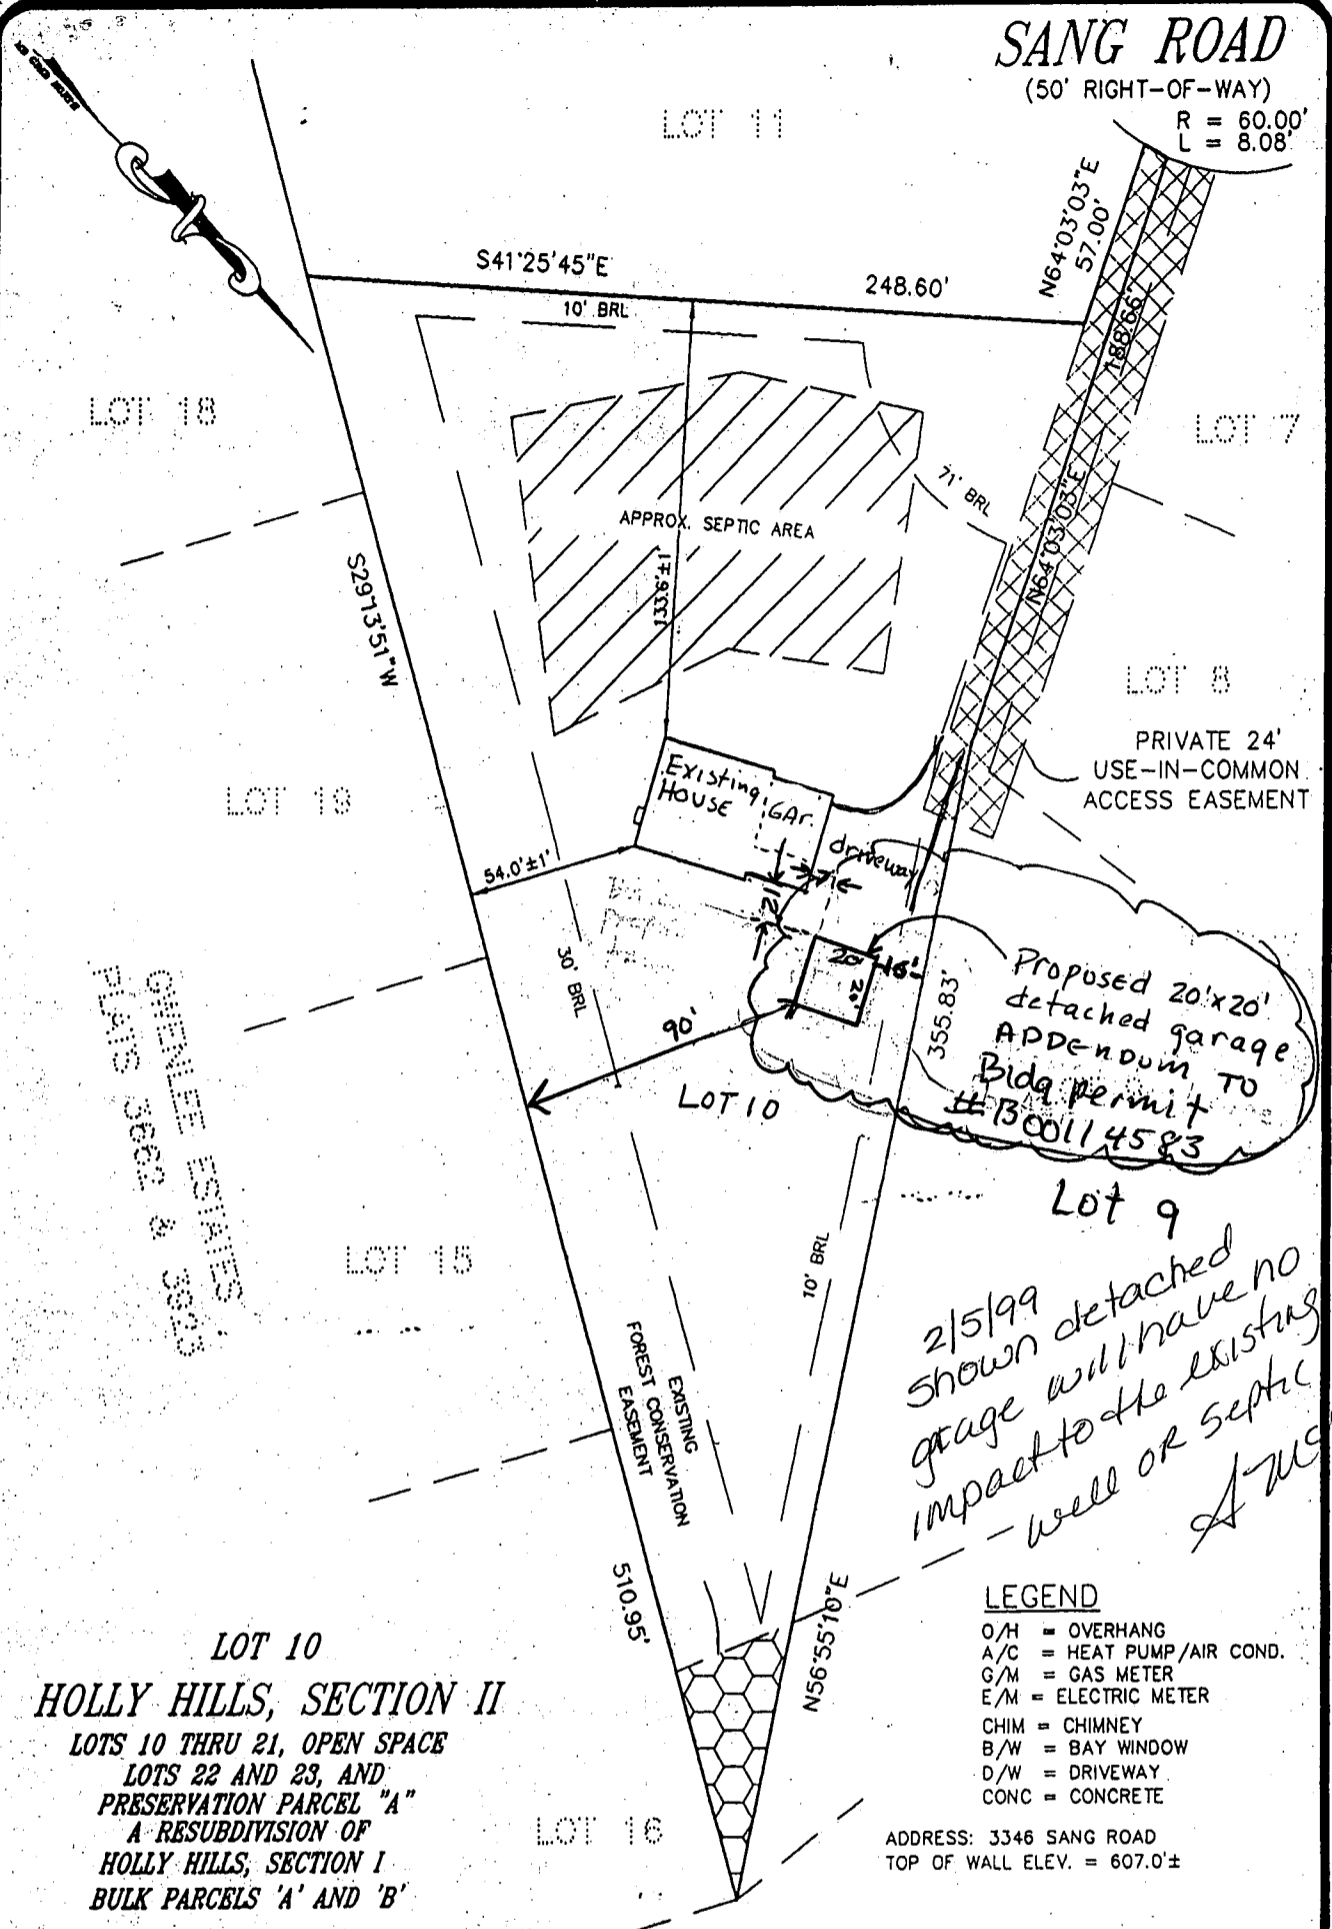 SANG ROAD
(50' RIGHT-OF-WAY)
R = 60.00'
L = 8.08'
LOT 11
N64°03'03"E
57.00'
S41°25'45"E
248.60'
10' BRL
188.66'
LOT 18
LOT 7
71' BRL
APPROX. SEPTIC AREA
N64°03'03"E
133.6'±1
S29°13'51"W
LOT 8
PRIVATE 24'
USE-IN-COMMON
ACCESS EASEMENT
Existing
HOUSE
GAr.
LOT 19
driveway
54.0'±1'
7'
12'
20'
16'
20'
Proposed 20'x20'
detached garage
ADDENDUM TO
Bldg permit
#B00114583
30' BRL
90'
355.83'
LOT 10
GWENLEE ESTATES
PLATS 3662 & 3823
Lot 9
LOT 15
10' BRL
2/5/99
Shown detached
garage will have no
impact to the existing
well OR Septic
EXISTING
FOREST CONSERVATION
EASEMENT
510.95'
N56°55'10"E
LEGEND
O/H = OVERHANG
A/C = HEAT PUMP/AIR COND.
G/M = GAS METER
E/M = ELECTRIC METER
CHIM = CHIMNEY
B/W = BAY WINDOW
D/W = DRIVEWAY
CONC = CONCRETE
LOT 10
HOLLY HILLS, SECTION II
LOTS 10 THRU 21, OPEN SPACE
LOTS 22 AND 23, AND
PRESERVATION PARCEL "A"
A RESUBDIVISION OF
HOLLY HILLS, SECTION I
BULK PARCELS 'A' AND 'B'
LOT 16
ADDRESS: 3346 SANG ROAD
TOP OF WALL ELEV. = 607.0'±